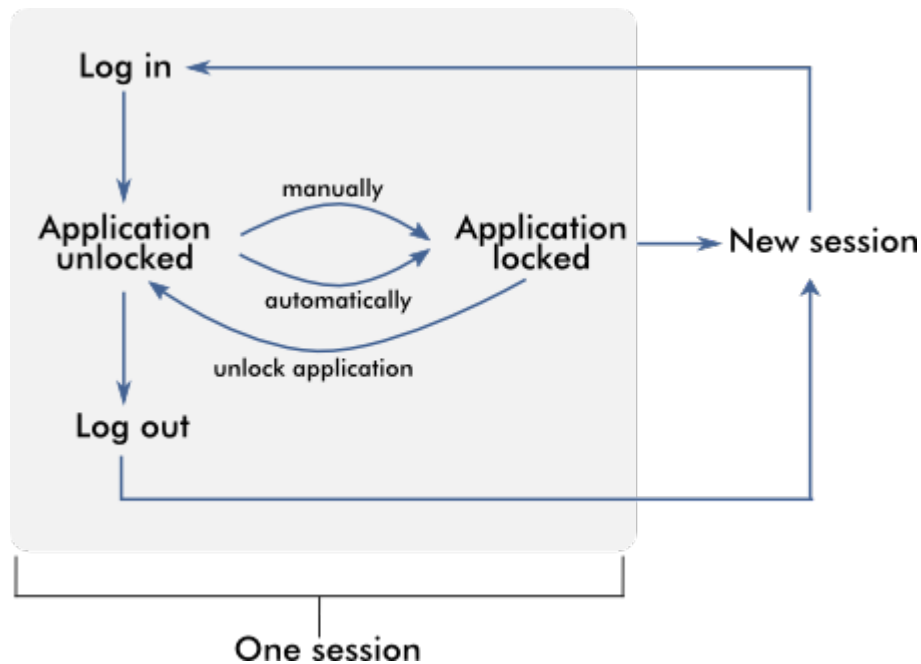 Log in
manually
Application
unlocked
Application
locked
New session
automatically
unlock application
Log out
One session